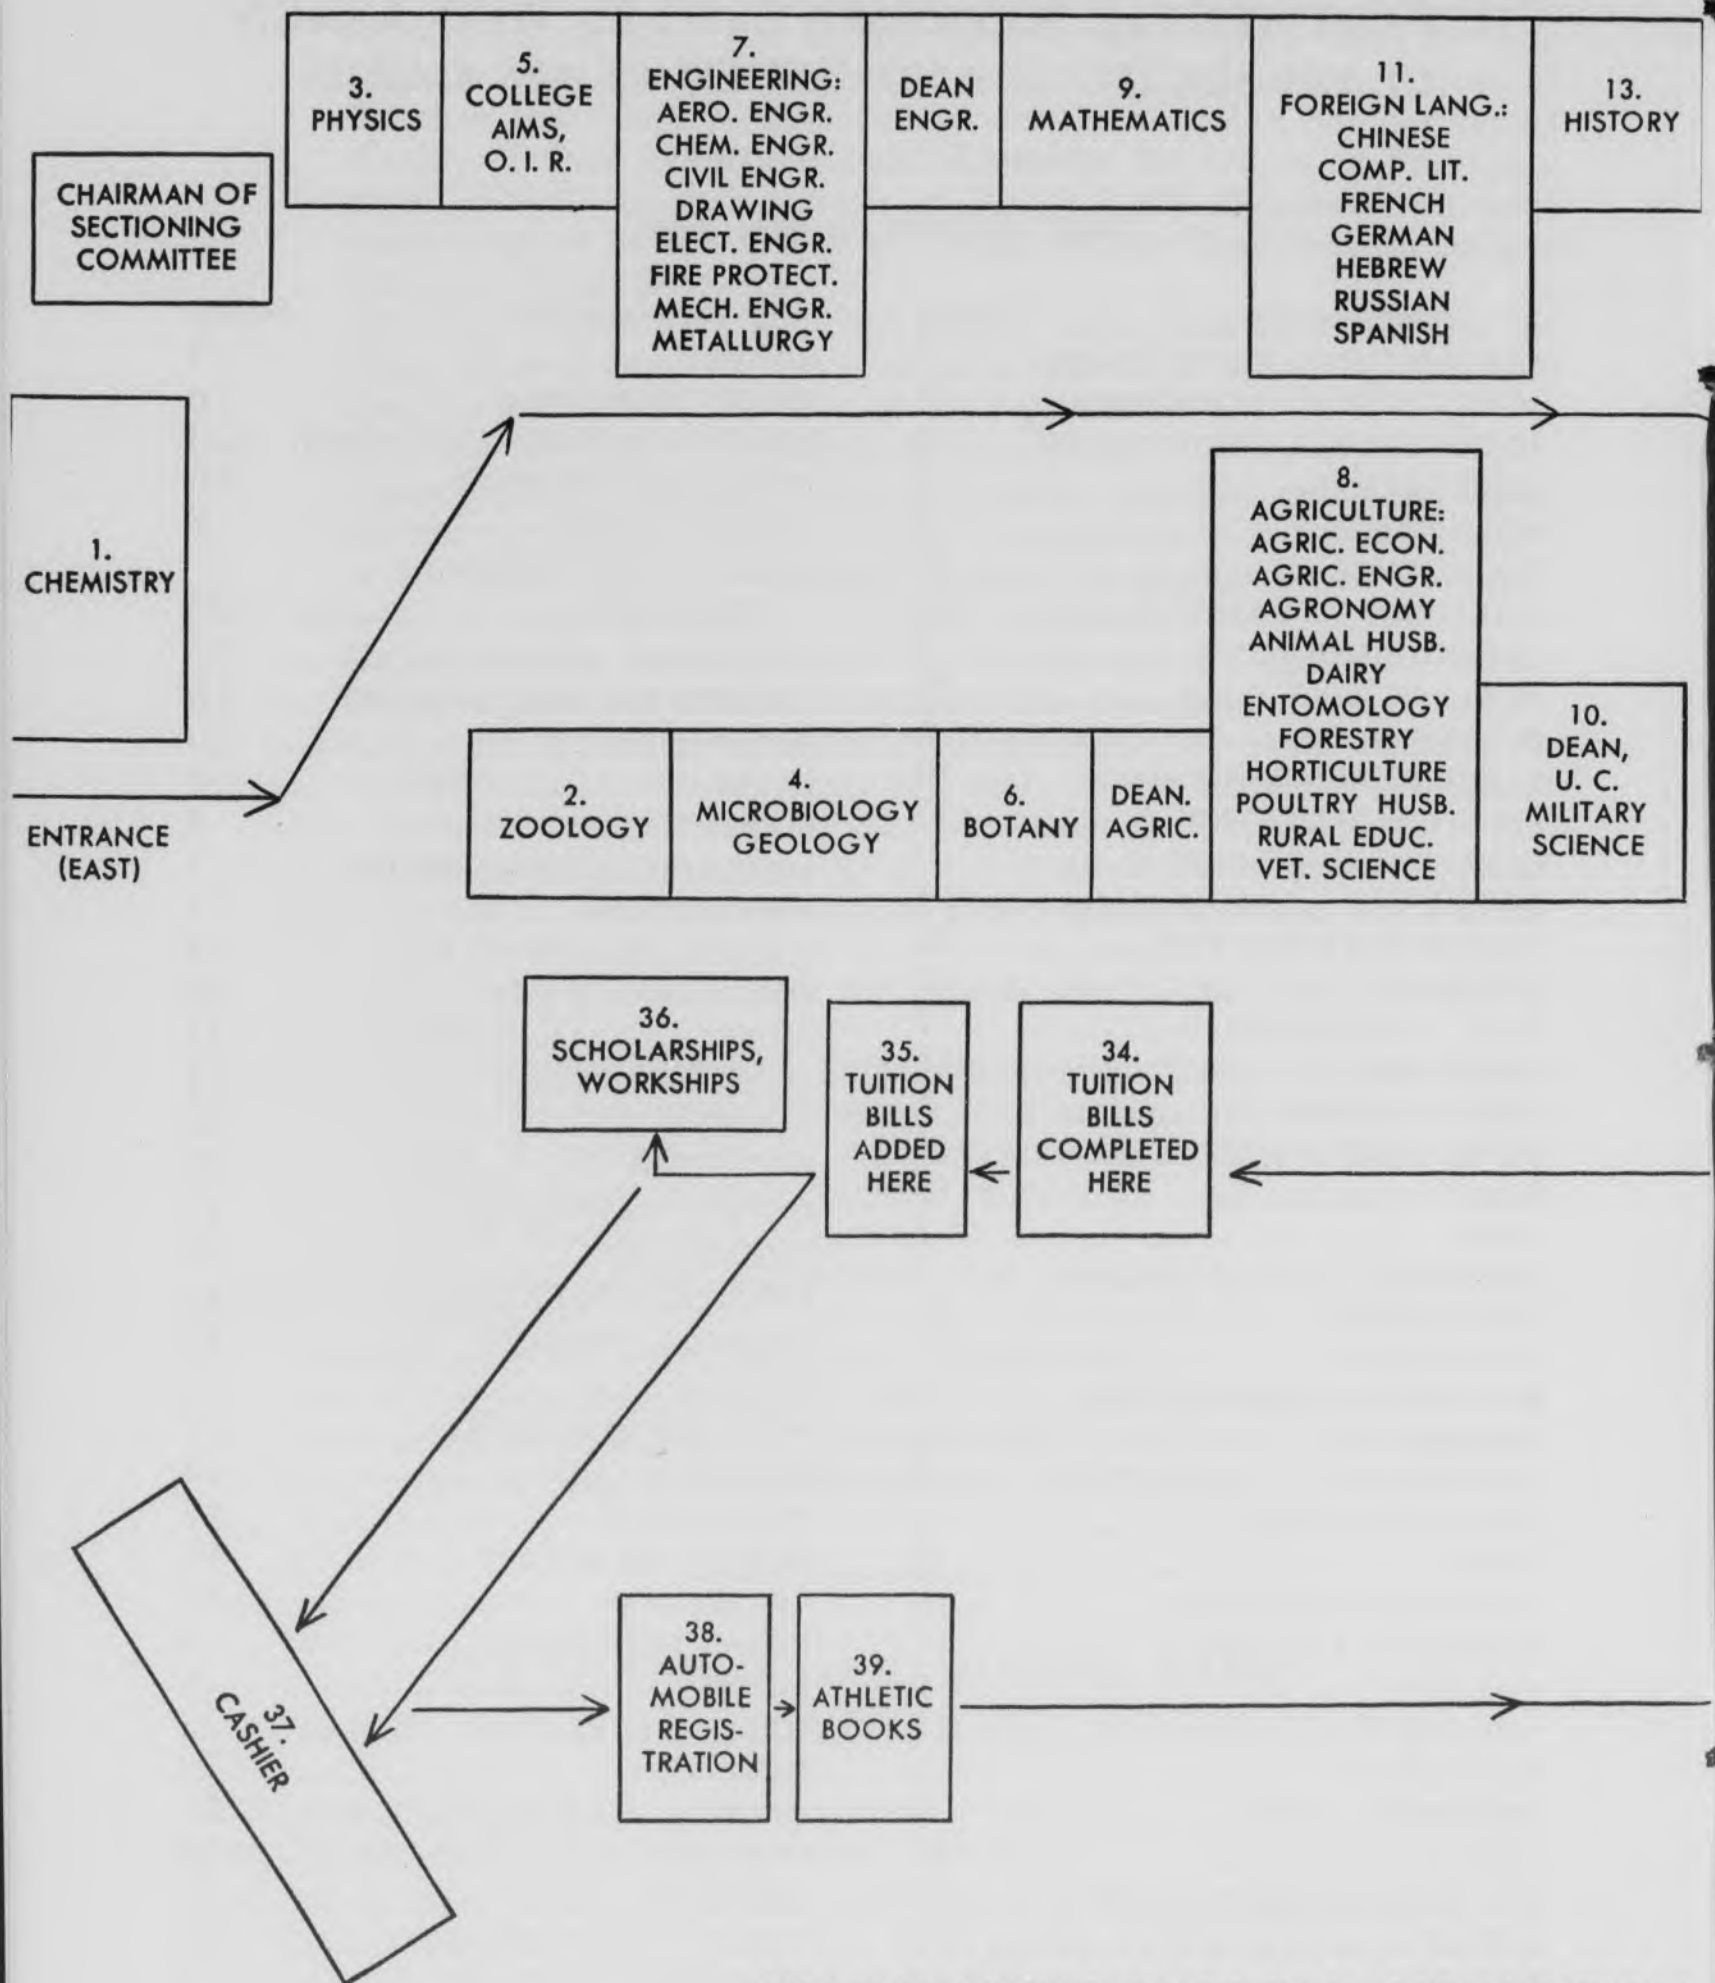 3.
PHYSICS
5.
COLLEGE
AIMS,
O. I. R.
7.
ENGINEERING:
AERO. ENGR.
CHEM. ENGR.
CIVIL ENGR.
DRAWING
ELECT. ENGR.
FIRE PROTECT.
MECH. ENGR.
METALLURGY
DEAN
ENGR.
9.
MATHEMATICS
11.
FOREIGN LANG.:
CHINESE
COMP. LIT.
FRENCH
GERMAN
HEBREW
RUSSIAN
SPANISH
13.
HISTORY
CHAIRMAN OF
SECTIONING
COMMITTEE
1.
CHEMISTRY
ENTRANCE
(EAST)
2.
ZOOLOGY
4.
MICROBIOLOGY
GEOLOGY
6.
BOTANY
DEAN.
AGRIC.
8.
AGRICULTURE:
AGRIC. ECON.
AGRIC. ENGR.
AGRONOMY
ANIMAL HUSB.
DAIRY
ENTOMOLOGY
FORESTRY
HORTICULTURE
POULTRY HUSB.
RURAL EDUC.
VET. SCIENCE
10.
DEAN,
U. C.
MILITARY
SCIENCE
36.
SCHOLARSHIPS,
WORKSHIPS
35.
TUITION
BILLS
ADDED
HERE
34.
TUITION
BILLS
COMPLETED
HERE
37.
CASHIER
38.
AUTO-
MOBILE
REGIS-
TRATION
39.
ATHLETIC
BOOKS